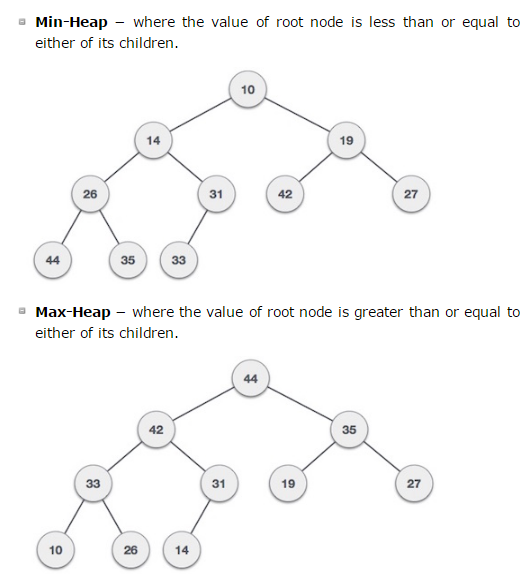 Min-Heap – where the value of root node is less than or equal to
either of its children.
10
14 19
26 31 42 27
44 35 33
Max-Heap – where the value of root node is greater than or equal to
either of its children.
44
42 35
33 31 19 27
10 26 14